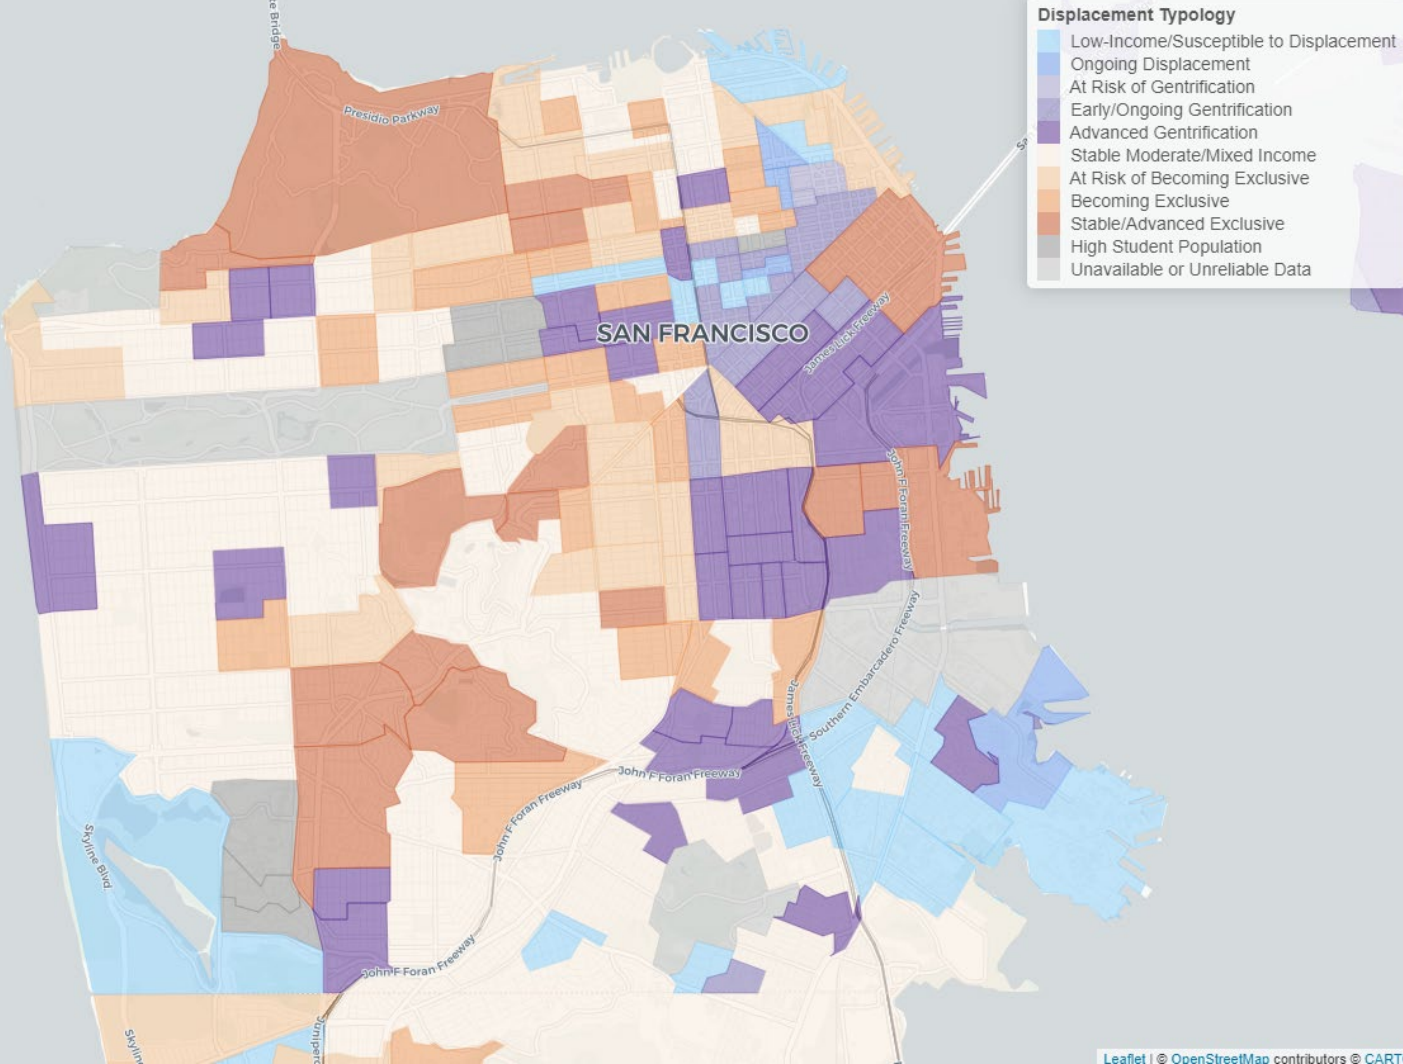 Displacement Typology
Low-Income/Susceptible to Displacement
Ongoing Displacement
At Risk of Gentrification
Early/Ongoing Gentrification
Advanced Gentrification
Stable Moderate/Mixed Income
At Risk of Becoming Exclusive
Becoming Exclusive
Stable/Advanced Exclusive
High Student Population
Unavailable or Unreliable Data
Bridge
Presidio Parkway
SAN FRANCISCO
James Lick Freeway
John F Foran Freeway
Southern Embarcadero Freeway
James Lick Freeway
John F Foran Freeway
John F Foran Freeway
Skyline Blvd
John F Foran Freeway
Leaflet | © OpenStreetMap contributors © CART